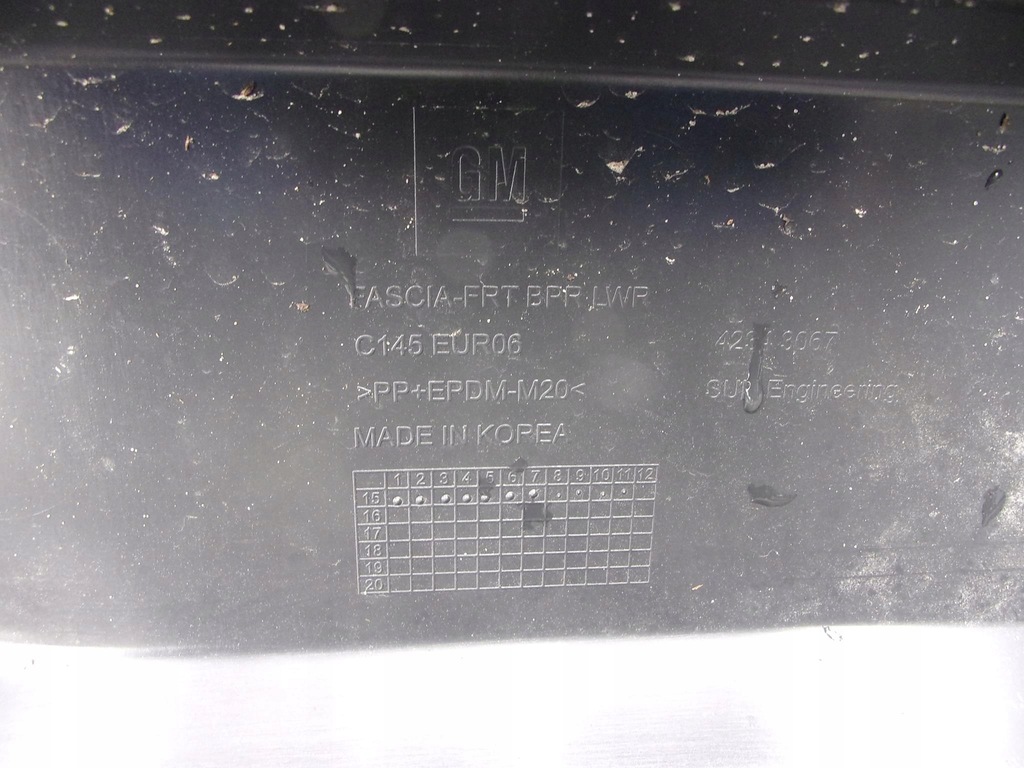 GM
FASCIA-FRT BPR LWR
C145 EUR06
>PP+EPDM-M20<
MADE IN KOREA
3067
Engineering
1 2 3 4 5 6 7 8 9 10 11 12
15
16
17
18
19
20